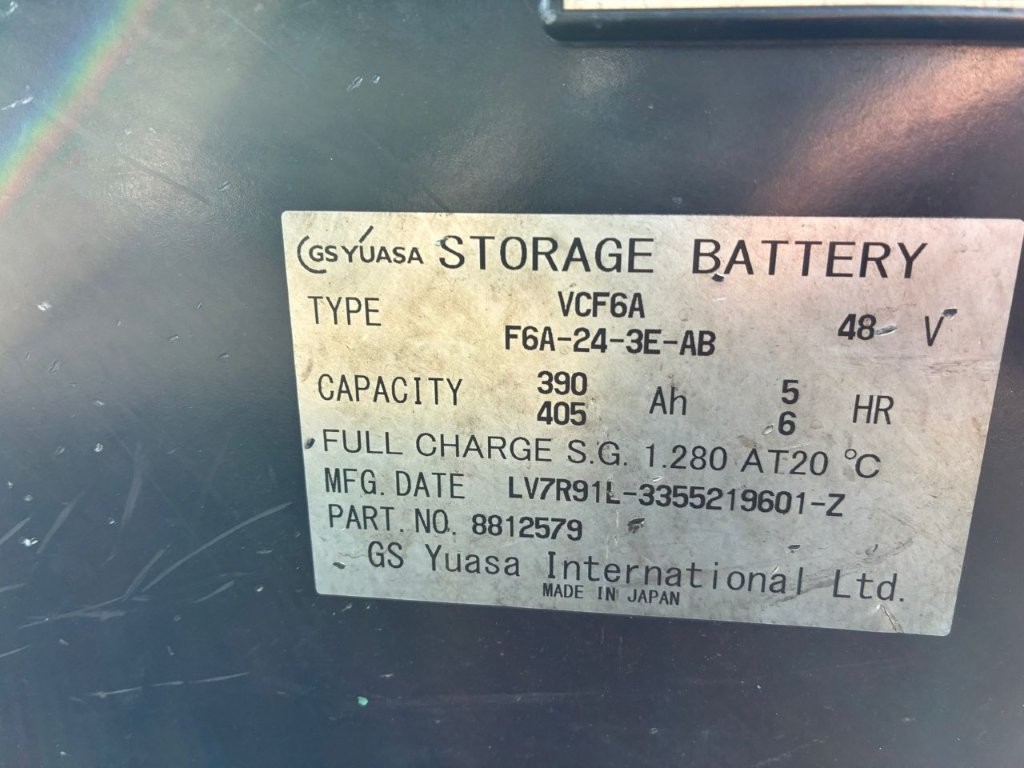 GS YUASA STORAGE BATTERY
TYPE VCF6A 48 V
F6A-24-3E-AB
CAPACITY 390 Ah 5 HR
405 6
FULL CHARGE S.G. 1.280 AT20 °C
MFG. DATE LV7R91L-3355219601-Z
PART. NO. 8812579
GS Yuasa International Ltd.
MADE IN JAPAN